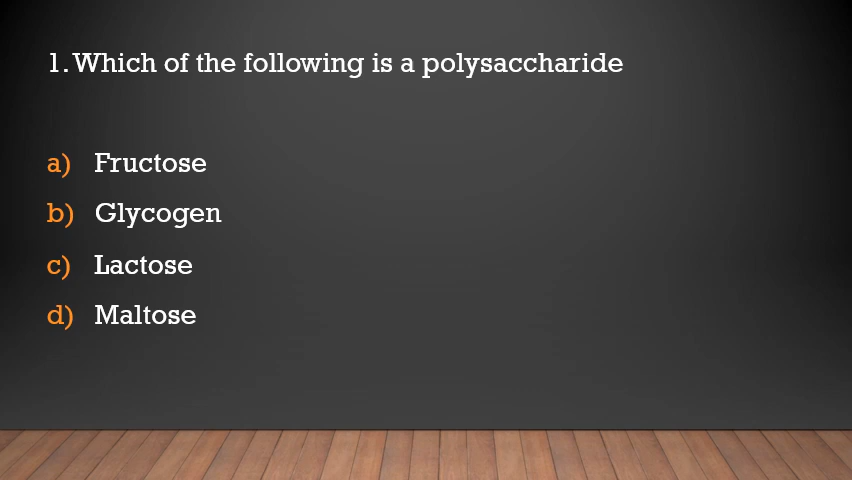 1. Which of the following is a polysaccharide
a) Fructose
b) Glycogen
c) Lactose
d) Maltose